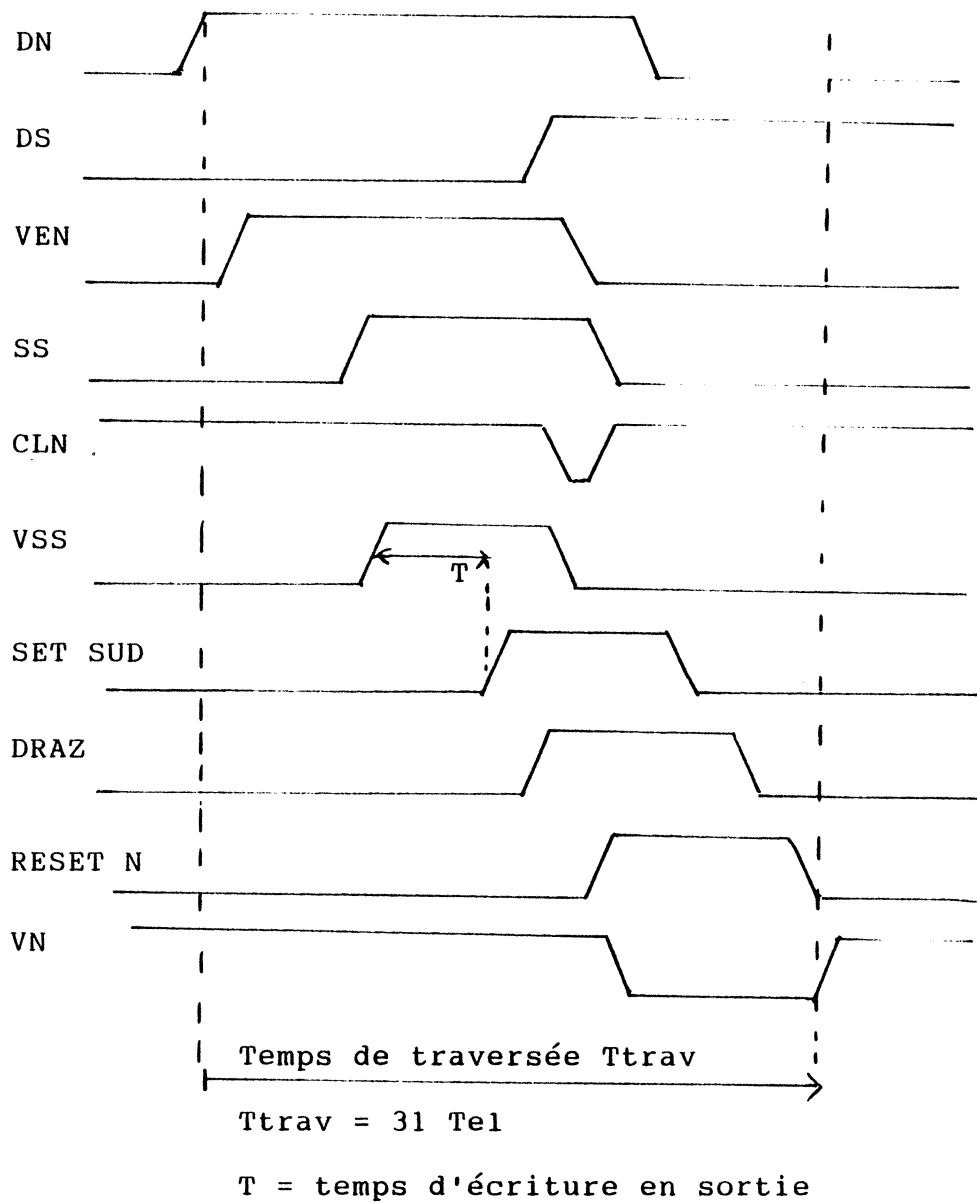 DN
DS
VEN
SS
CLN
VSS
T
SET SUD
DRAZ
RESET N
VN
Temps de traversée Ttrav
Ttrav = 31 Tel
T = temps d'écriture en sortie